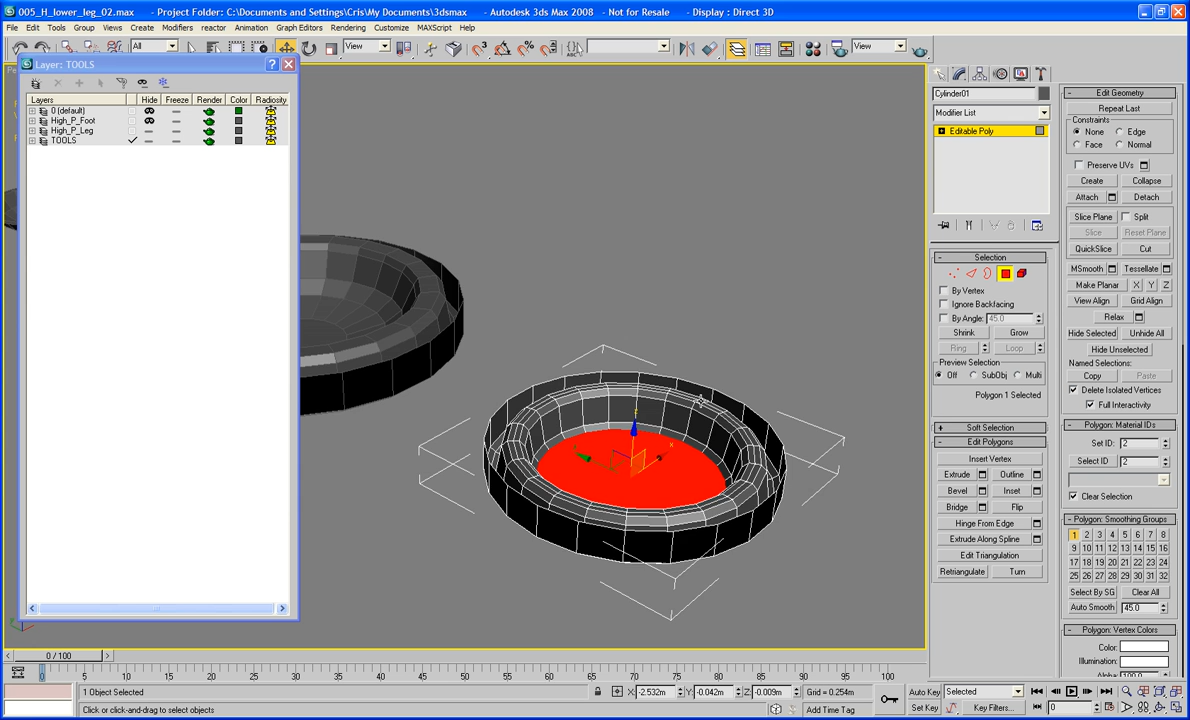 005_H_lower_leg_02.max - Project Folder: C:\Documents and Settings\Cris\My Documents\3dsmax - Autodesk 3ds Max 2008 - Not for Resale - Display : Direct 3D
File Edit Tools Group Views Create Modifiers reactor Animation Graph Editors Rendering Customize MAXScript Help
All View View
Layer: TOOLS
Layers Hide Freeze Render Color Radiosity
0 (default)
High_P_Foot
High_P_Leg
TOOLS
Cylinder01
Modifier List
Editable Poly
Selection
By Vertex
Ignore Backfacing
By Angle: 45.0
Shrink Grow
Ring Loop
Preview Selection
Off SubObj Multi
Polygon 1 Selected
+ Soft Selection
- Edit Polygons
Insert Vertex
Extrude Outline
Bevel Inset
Bridge Flip
Hinge From Edge
Extrude Along Spline
Edit Triangulation
Retriangulate Turn
- Edit Geometry
Repeat Last
Constraints
None Edge
Face Normal
Preserve UVs
Create Collapse
Attach Detach
Slice Plane Split
Slice Reset Plane
QuickSlice Cut
MSmooth Tessellate
Make Planar X Y Z
View Align Grid Align
Relax
Hide Selected Unhide All
Hide Unselected
Named Selections:
Copy Paste
Delete Isolated Vertices
Full Interactivity
- Polygon: Material IDs
Set ID: 2
Select ID 2
Clear Selection
- Polygon: Smoothing Groups
1 2 3 4 5 6 7 8
9 10 11 12 13 14 15 16
17 18 19 20 21 22 23 24
25 26 27 28 29 30 31 32
Select By SG Clear All
Auto Smooth 45.0
- Polygon: Vertex Colors
Color:
Illumination:
Alpha: 100.0
0 / 100
0 5 10 15 20 25 30 35 40 45 50 55 60 65 70 75 80 85 90 95 100
1 Object Selected X: -2.532m Y: -0.042m Z: -0.009m Grid = 0.254m Auto Key Selected
Click or click-and-drag to select objects Add Time Tag Set Key Key Filters... 0